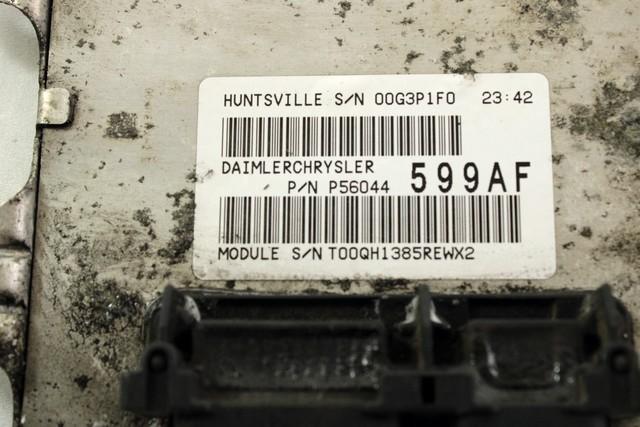 HUNTSVILLE S/N 00G3P1F0 23:42
DAIMLERCHRYSLER
P/N P56044 599AF
MODULE S/N T00QH1385REWX2